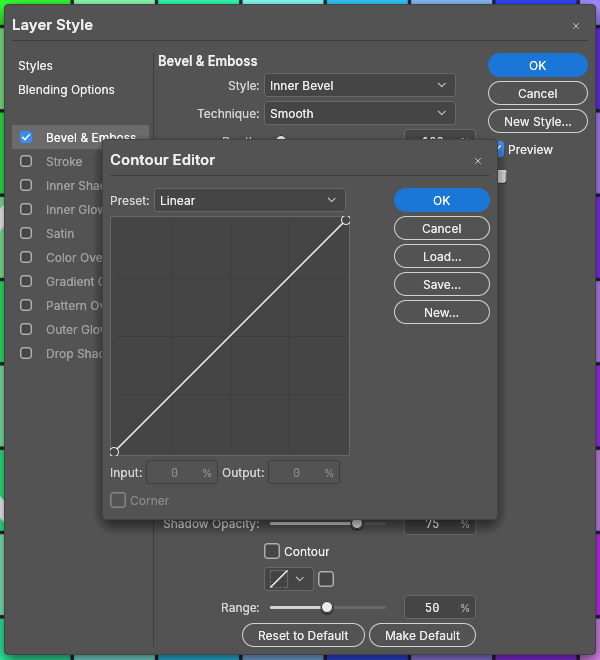 Layer Style
Styles
Blending Options
Bevel & Emboss
Stroke
Inner Sha
Inner Glow
Satin
Color Ove
Gradient O
Pattern Ov
Outer Glow
Drop Shad
Bevel & Emboss
Style: Inner Bevel
Technique: Smooth
OK
Cancel
New Style...
Preview
Contour Editor
Preset: Linear
OK
Cancel
Load...
Save...
New...
Input: 0 % Output: 0 %
Corner
Shadow Opacity: 75 %
Contour
Range: 50 %
Reset to Default Make Default